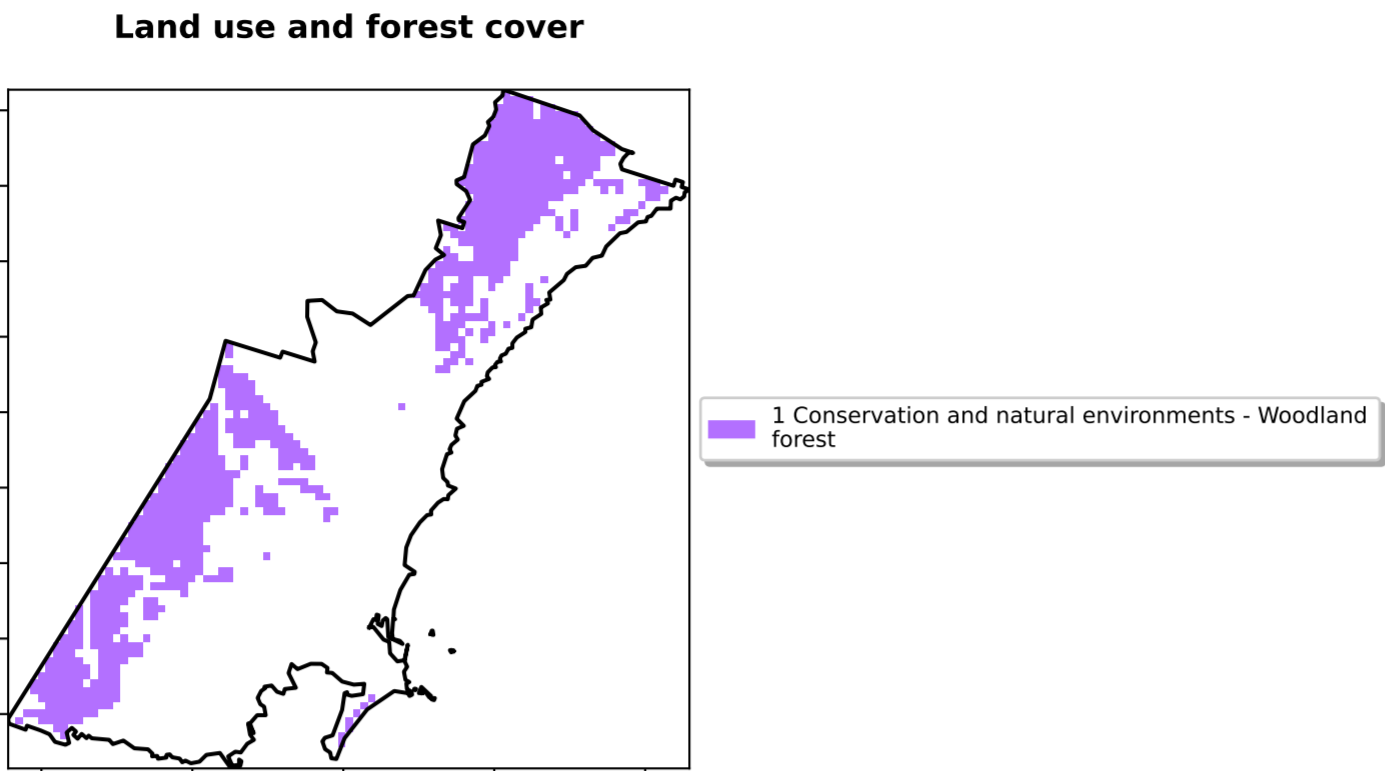 Land use and forest cover
1 Conservation and natural environments - Woodland
forest